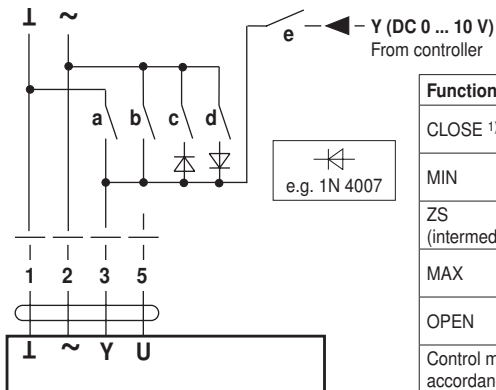 ⊥ ~
e
Y (DC 0 ... 10 V)
From controller
a b c d
e.g. 1N 4007
Function
CLOSE 1)
MIN
ZS
(intermed
MAX
OPEN
Control m
accordan
1 2 3 5
⊥ ~ Y U